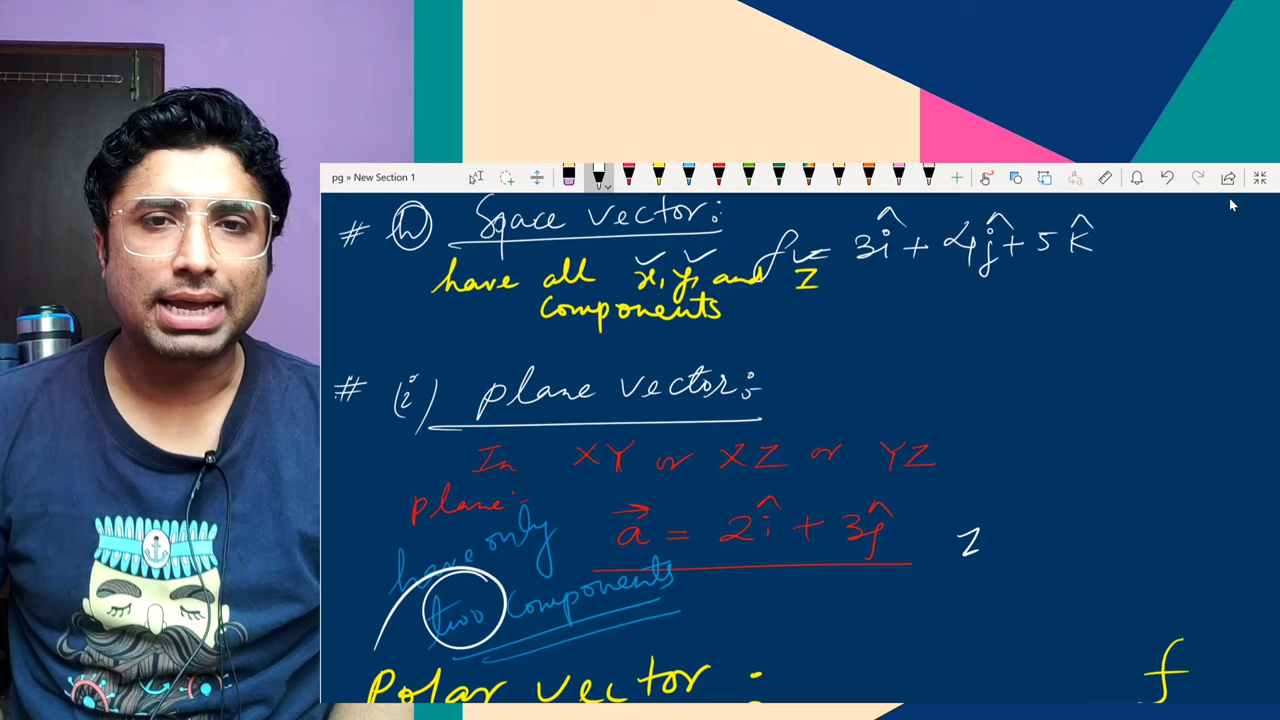 pg » New Section 1
# (h) Space vector:
f = 3î + 4ĵ + 5k̂
have all x, y, and z
components
# (i) plane vector:-
In XY or XZ or YZ
plane:-
a⃗ = 2î + 3ĵ
z
have only
two components
Polar vector :
f